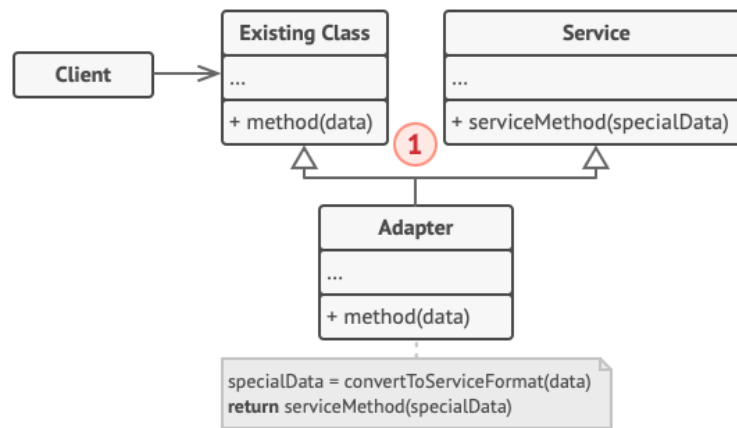 Client
Existing Class
...
+ method(data)
Service
...
+ serviceMethod(specialData)
1
Adapter
...
+ method(data)
specialData = convertToServiceFormat(data)
return serviceMethod(specialData)